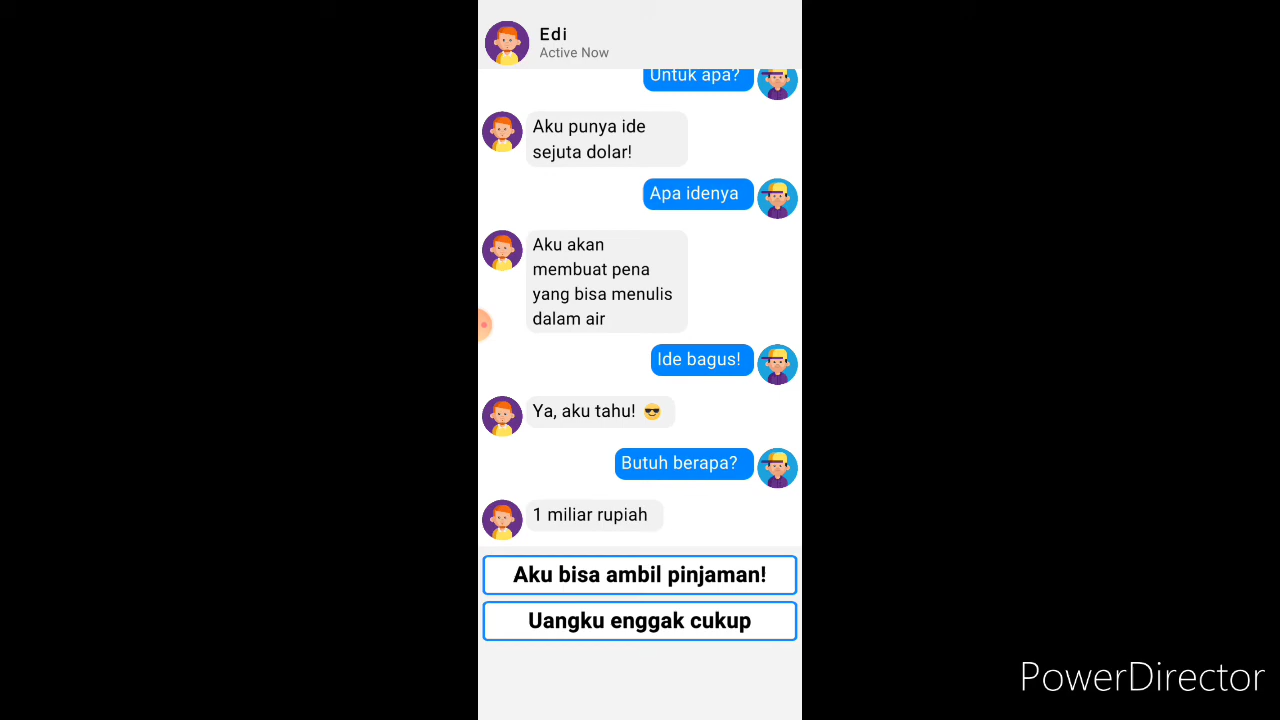 Edi
Active Now
Untuk apa?
Aku punya ide
sejuta dolar!
Apa idenya
Aku akan
membuat pena
yang bisa menulis
dalam air
Ide bagus!
Ya, aku tahu! 😎
Butuh berapa?
1 miliar rupiah
Aku bisa ambil pinjaman!
Uangku enggak cukup
PowerDirector